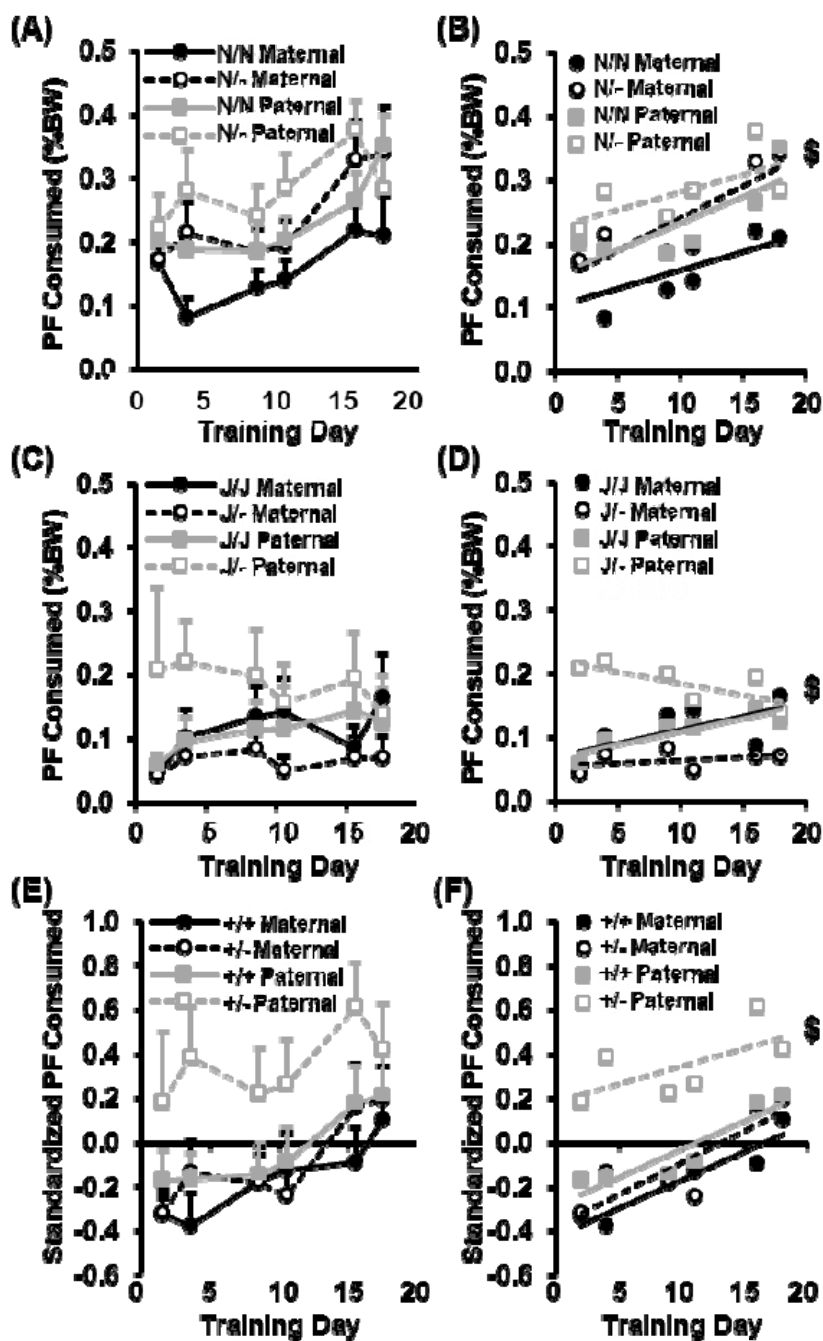 (A)
N/N Maternal
N/- Maternal
N/N Paternal
N/- Paternal
PF Consumed (%BW)
0.5
0.4
0.3
0.2
0.1
0.0
0 5 10 15 20
Training Day
(B)
N/N Maternal
N/- Maternal
N/N Paternal
N/- Paternal
PF Consumed (%BW)
0.5
0.4
0.3
0.2
0.1
0.0
0 5 10 15 20
Training Day
$
(C)
J/J Maternal
J/- Maternal
J/J Paternal
J/- Paternal
PF Consumed (%BW)
0.5
0.4
0.3
0.2
0.1
0.0
0 5 10 15 20
Training Day
(D)
J/J Maternal
J/- Maternal
J/J Paternal
J/- Paternal
PF Consumed (%BW)
0.5
0.4
0.3
0.2
0.1
0.0
0 5 10 15 20
Training Day
$
(E)
+/+ Maternal
+/- Maternal
+/+ Paternal
+/- Paternal
Standardized PF Consumed
1.0
0.8
0.6
0.4
0.2
0.0
-0.2
-0.4
-0.6
0 5 10 15 20
Training Day
(F)
+/+ Maternal
+/- Maternal
+/+ Paternal
+/- Paternal
Standardized PF Consumed
1.0
0.8
0.6
0.4
0.2
0.0
-0.2
-0.4
-0.6
0 5 10 15 20
Training Day
$